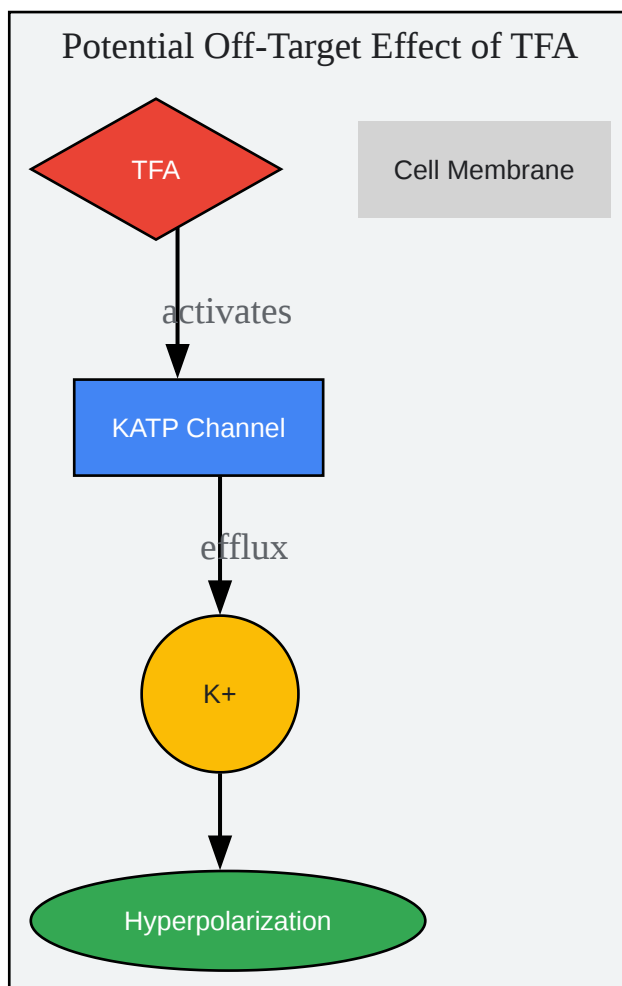 Potential Off-Target Effect of TFA
TFA
Cell Membrane
activates
KATP Channel
efflux
K+
Hyperpolarization